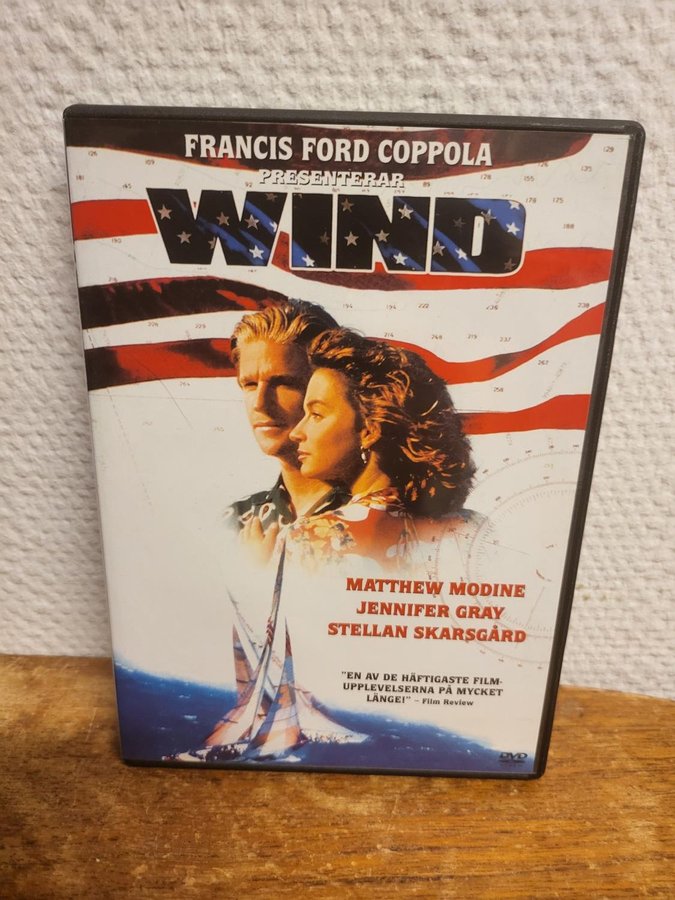 FRANCIS FORD COPPOLA
PRESENTERAR
WIND
MATTHEW MODINE
JENNIFER GRAY
STELLAN SKARSGÅRD
"EN AV DE HÄFTIGASTE FILM-
UPPLEVELSERNA PÅ MYCKET
LÄNGE!" – Film Review
DVD